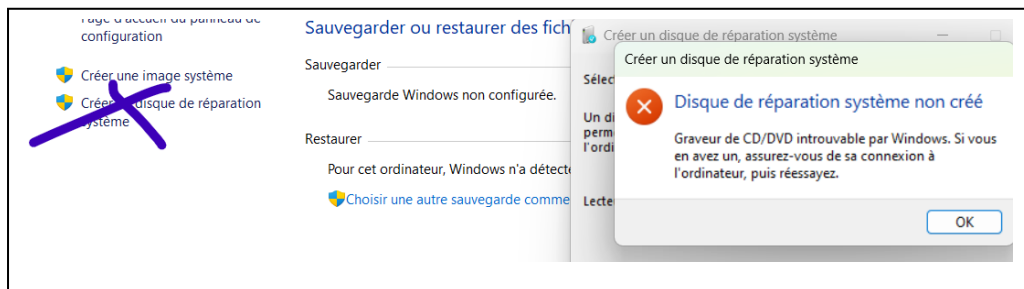 configuration
Créer une image système
Créer un disque de réparation
système
Sauvegarder ou restaurer des fich
Sauvegarder
Sauvegarde Windows non configurée.
Restaurer
Pour cet ordinateur, Windows n'a détecté
Choisir une autre sauvegarde comme
Créer un disque de réparation système
Sélec
Un di
perm
l'ordi
Lecte
Créer un disque de réparation système
Disque de réparation système non créé
Graveur de CD/DVD introuvable par Windows. Si vous
en avez un, assurez-vous de sa connexion à
l'ordinateur, puis réessayez.
OK